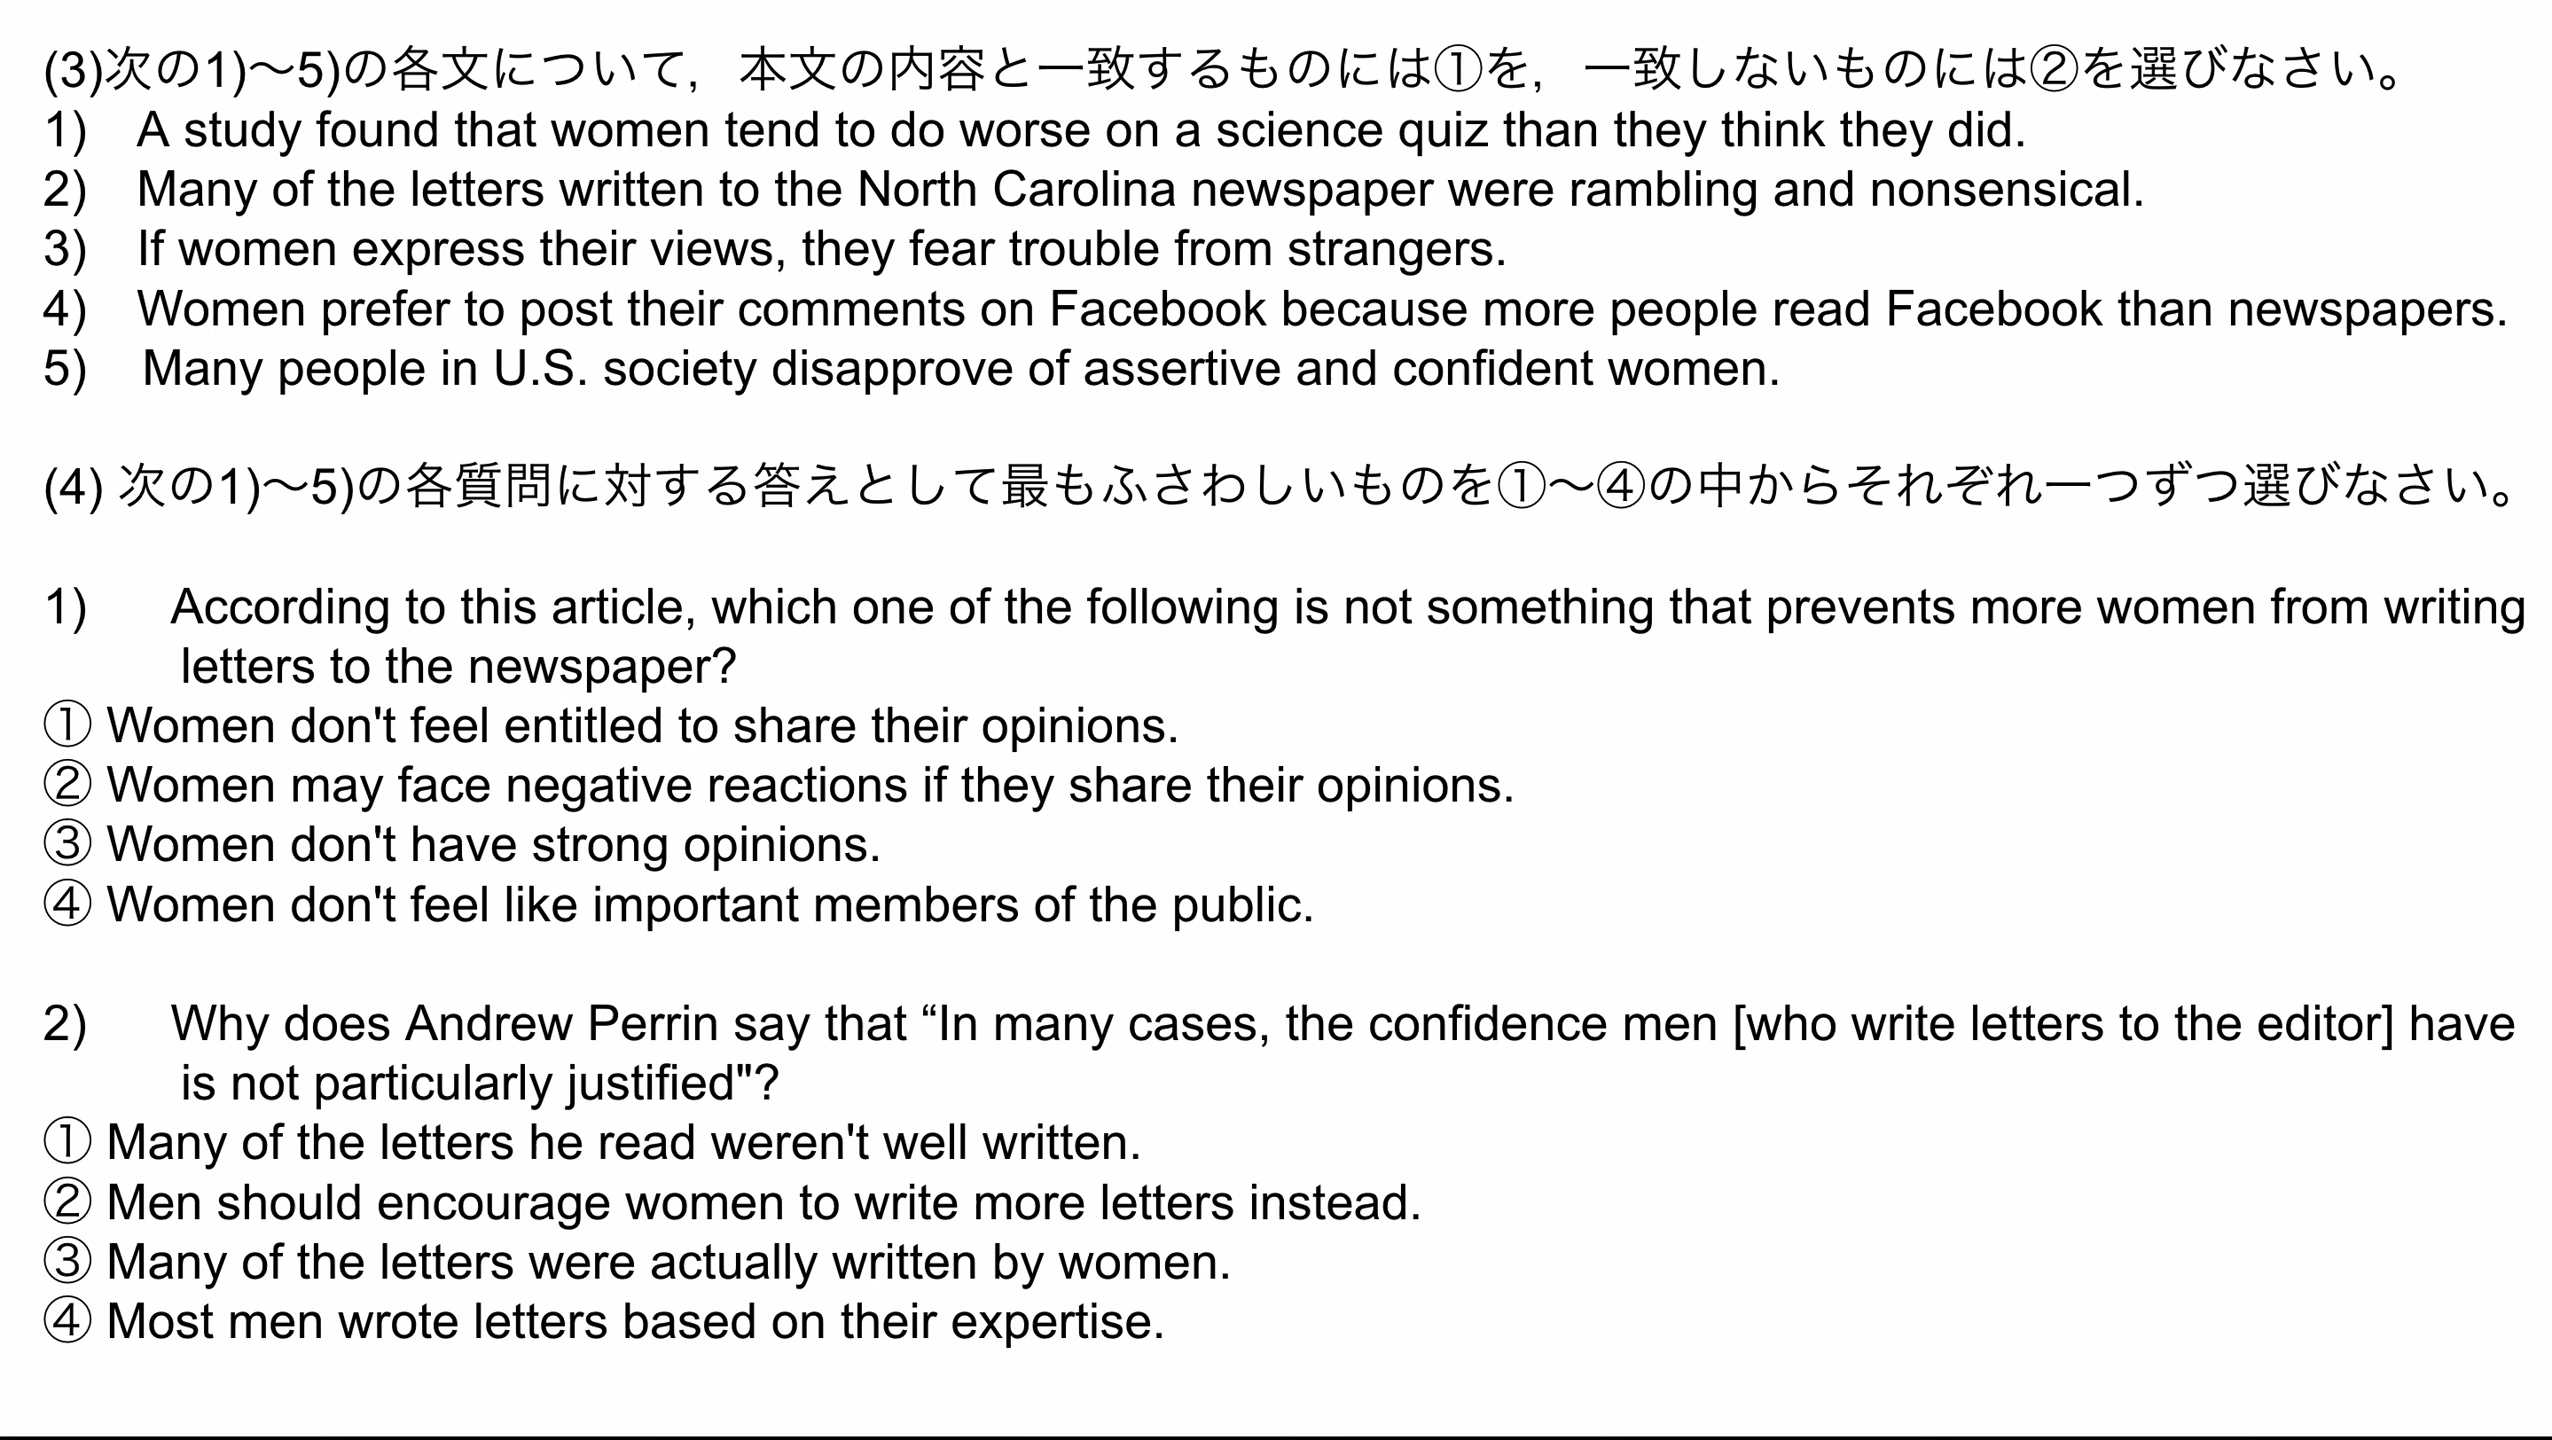 (3)次の1)〜5)の各文について，本文の内容と一致するものには①を，一致しないものには②を選びなさい。
1) A study found that women tend to do worse on a science quiz than they think they did.
2) Many of the letters written to the North Carolina newspaper were rambling and nonsensical.
3) If women express their views, they fear trouble from strangers.
4) Women prefer to post their comments on Facebook because more people read Facebook than newspapers.
5) Many people in U.S. society disapprove of assertive and confident women.
(4) 次の1)〜5)の各質問に対する答えとして最もふさわしいものを①〜④の中からそれぞれ一つずつ選びなさい。
1) According to this article, which one of the following is not something that prevents more women from writing
letters to the newspaper?
① Women don't feel entitled to share their opinions.
② Women may face negative reactions if they share their opinions.
③ Women don't have strong opinions.
④ Women don't feel like important members of the public.
2) Why does Andrew Perrin say that “In many cases, the confidence men [who write letters to the editor] have
is not particularly justified"?
① Many of the letters he read weren't well written.
② Men should encourage women to write more letters instead.
③ Many of the letters were actually written by women.
④ Most men wrote letters based on their expertise.